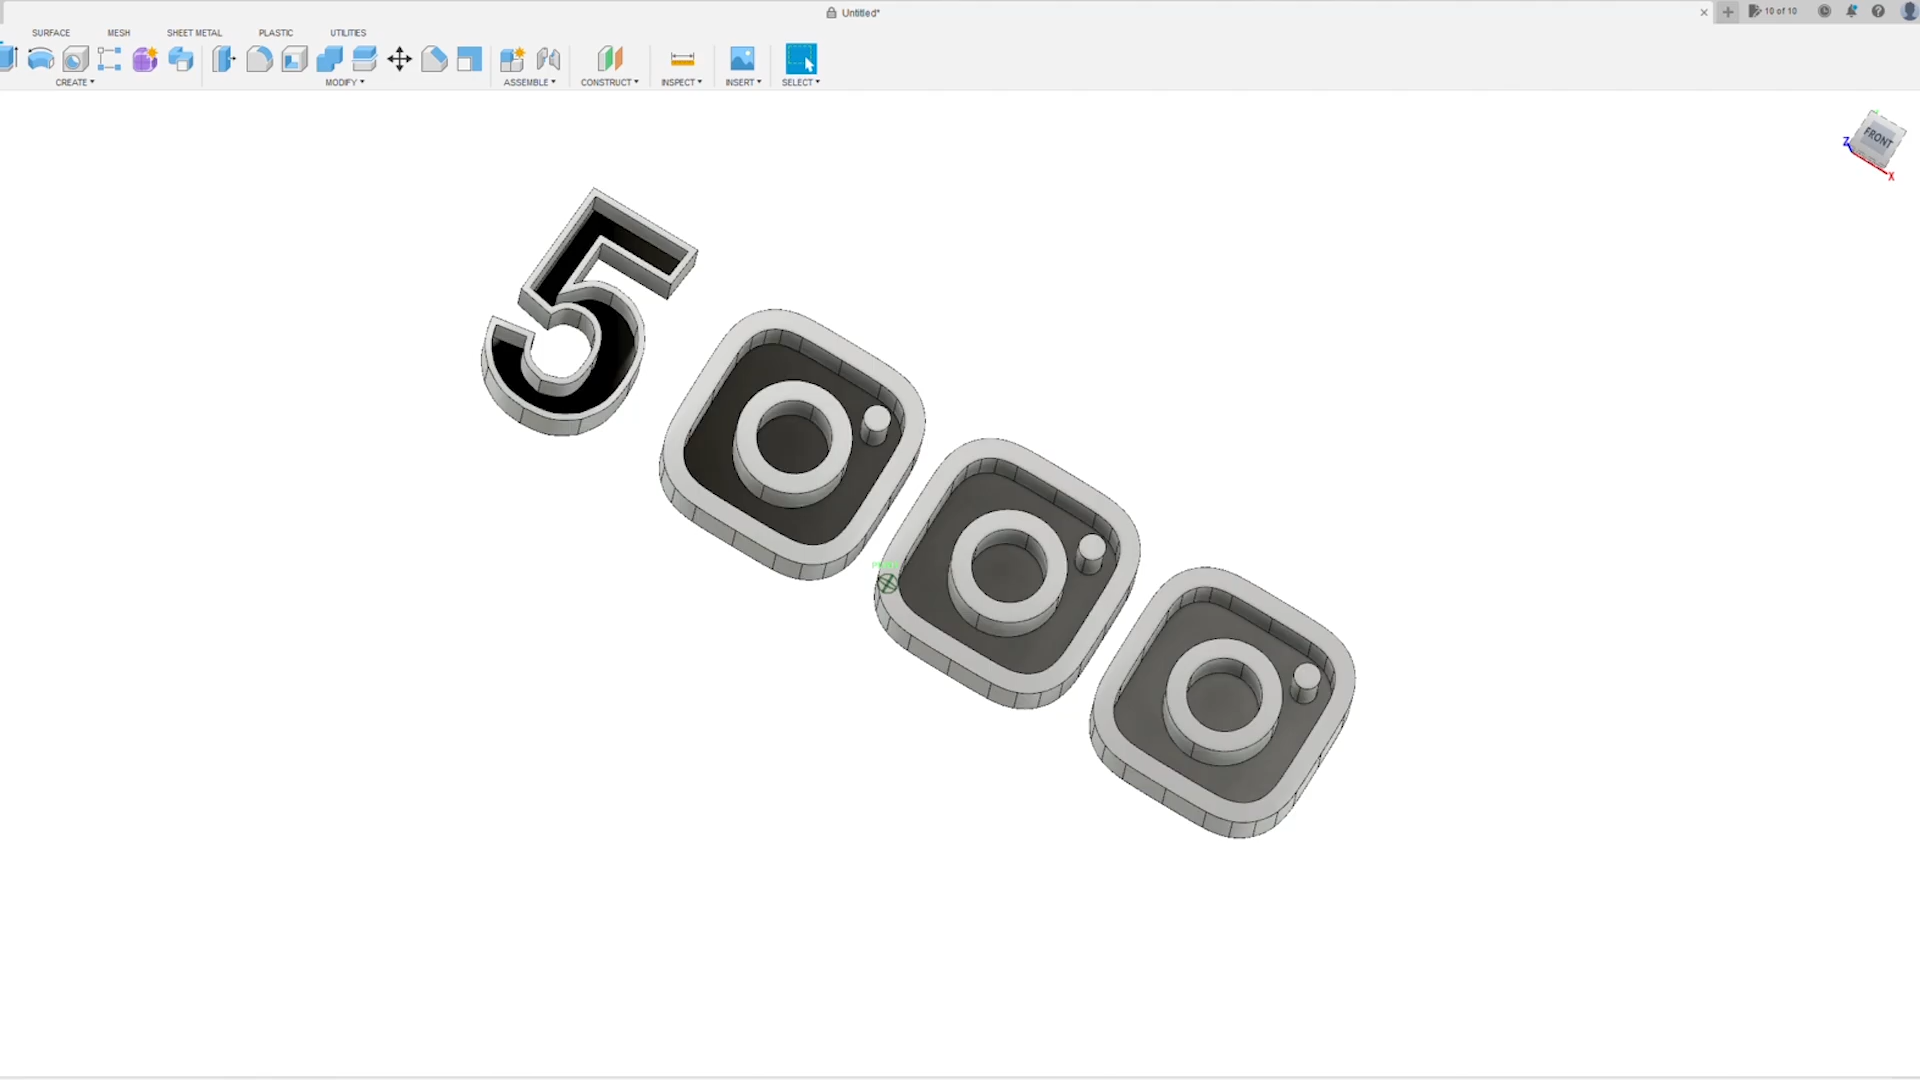 Untitled*
10 of 10
SURFACE MESH SHEET METAL PLASTIC UTILITIES
CREATE MODIFY ASSEMBLE CONSTRUCT INSPECT INSERT SELECT
FRONT
Z
X
5